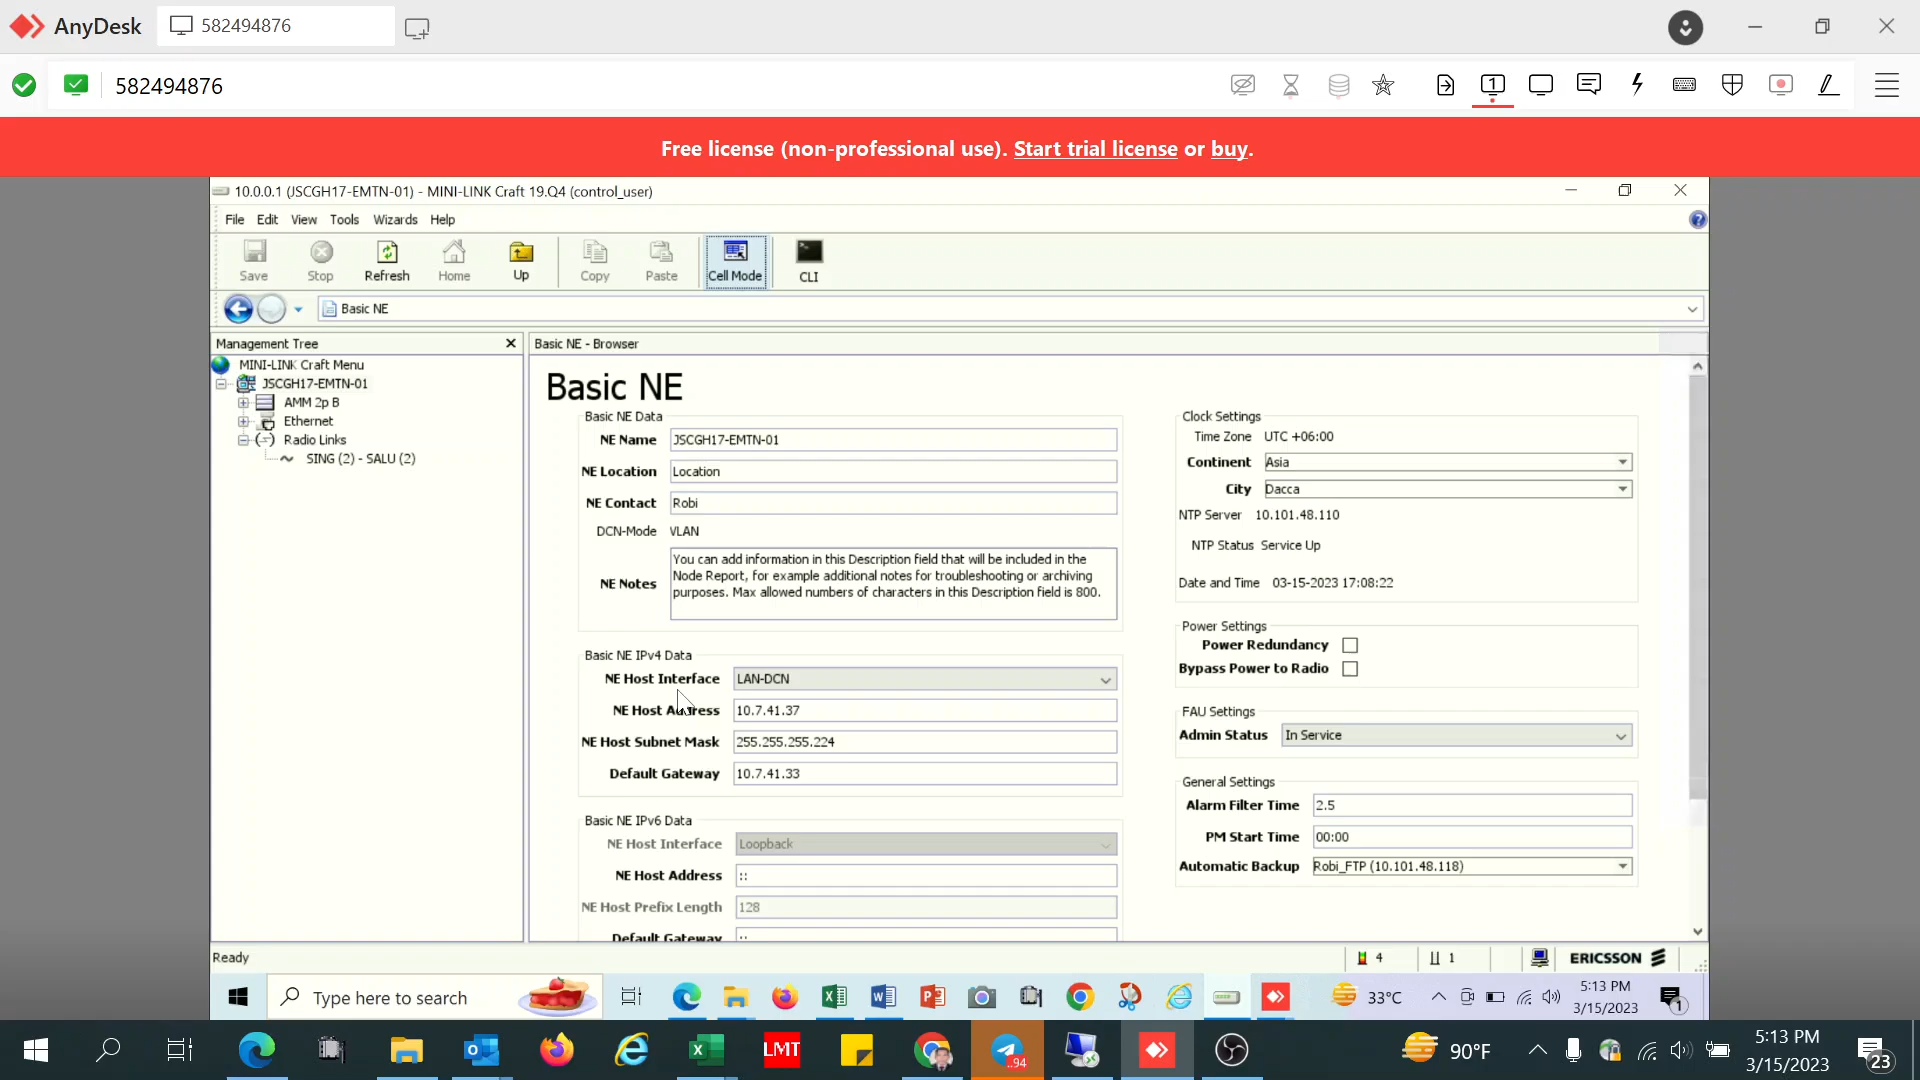 AnyDesk 582494876
582494876
Free license (non-professional use). Start trial license or buy.
10.0.0.1 (JSCGH17-EMTN-01) - MINI-LINK Craft 19.Q4 (control_user)
File Edit View Tools Wizards Help
Save Stop Refresh Home Up Copy Paste Cell Mode CLI
Basic NE
Management Tree
MINI-LINK Craft Menu
JSCGH17-EMTN-01
AMM 2p B
Ethernet
Radio Links
SING (2) - SALU (2)
Basic NE - Browser
Basic NE
Basic NE Data
NE Name JSCGH17-EMTN-01
NE Location Location
NE Contact Robi
DCN-Mode VLAN
NE Notes
You can add information in this Description field that will be included in the
Node Report, for example additional notes for troubleshooting or archiving
purposes. Max allowed numbers of characters in this Description field is 800.
Basic NE IPv4 Data
NE Host Interface LAN-DCN
NE Host Address 10.7.41.37
NE Host Subnet Mask 255.255.255.224
Default Gateway 10.7.41.33
Basic NE IPv6 Data
NE Host Interface Loopback
NE Host Address ::
NE Host Prefix Length 128
Default Gateway ::
Clock Settings
Time Zone UTC +06:00
Continent Asia
City Dacca
NTP Server 10.101.48.110
NTP Status Service Up
Date and Time 03-15-2023 17:08:22
Power Settings
Power Redundancy
Bypass Power to Radio
FAU Settings
Admin Status In Service
General Settings
Alarm Filter Time 2.5
PM Start Time 00:00
Automatic Backup Robi_FTP (10.101.48.118)
Ready 4 1 ERICSSON
Type here to search 33°C 5:13 PM
3/15/2023 1
LMT ..94 90°F 5:13 PM
3/15/2023 23